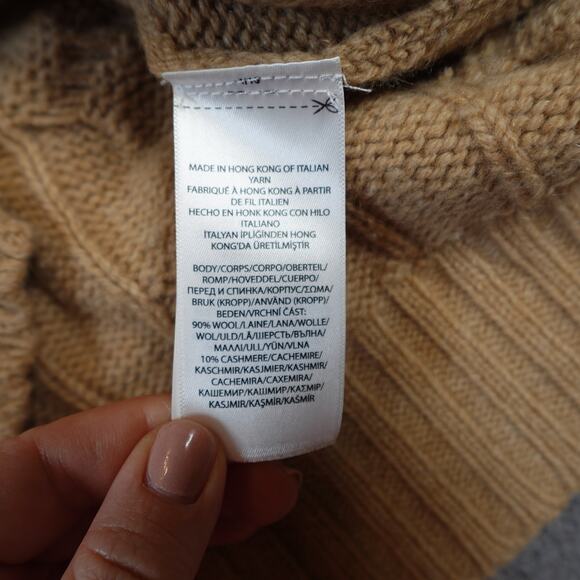 MADE IN HONG KONG OF ITALIAN
YARN
FABRIQUÉ À HONG KONG À PARTIR
DE FIL ITALIEN
HECHO EN HONK KONG CON HILO
ITALIANO
İTALYAN İPLİĞİNDEN HONG
KONG'DA ÜRETİLMİŞTİR
BODY/CORPS/CORPO/OBERTEIL/
ROMP/HOVEDDEL/CUERPO/
ПЕРЕД И СПИНКА/КОРПУС/ΣΩΜΑ/
BRUK (KROPP)/ANVÄND (KROPP)/
BEDEN/VRCHNÍ ČÁST:
90% WOOL/LAINE/LANA/WOLLE/
WOL/ULD/LÃ/ШЕРСТЬ/ВЪЛНА/
ΜΑΛΛΙ/ULL/YÜN/VLNA
10% CASHMERE/CACHEMIRE/
KASCHMIR/KASJMIER/KASHMIR/
CACHEMIRA/CAXEMIRA/
КАШЕМИР/КАШМИР/ΚΑΣΜΙΡ/
KASJMIR/KAŞMİR/KAŠMÍR